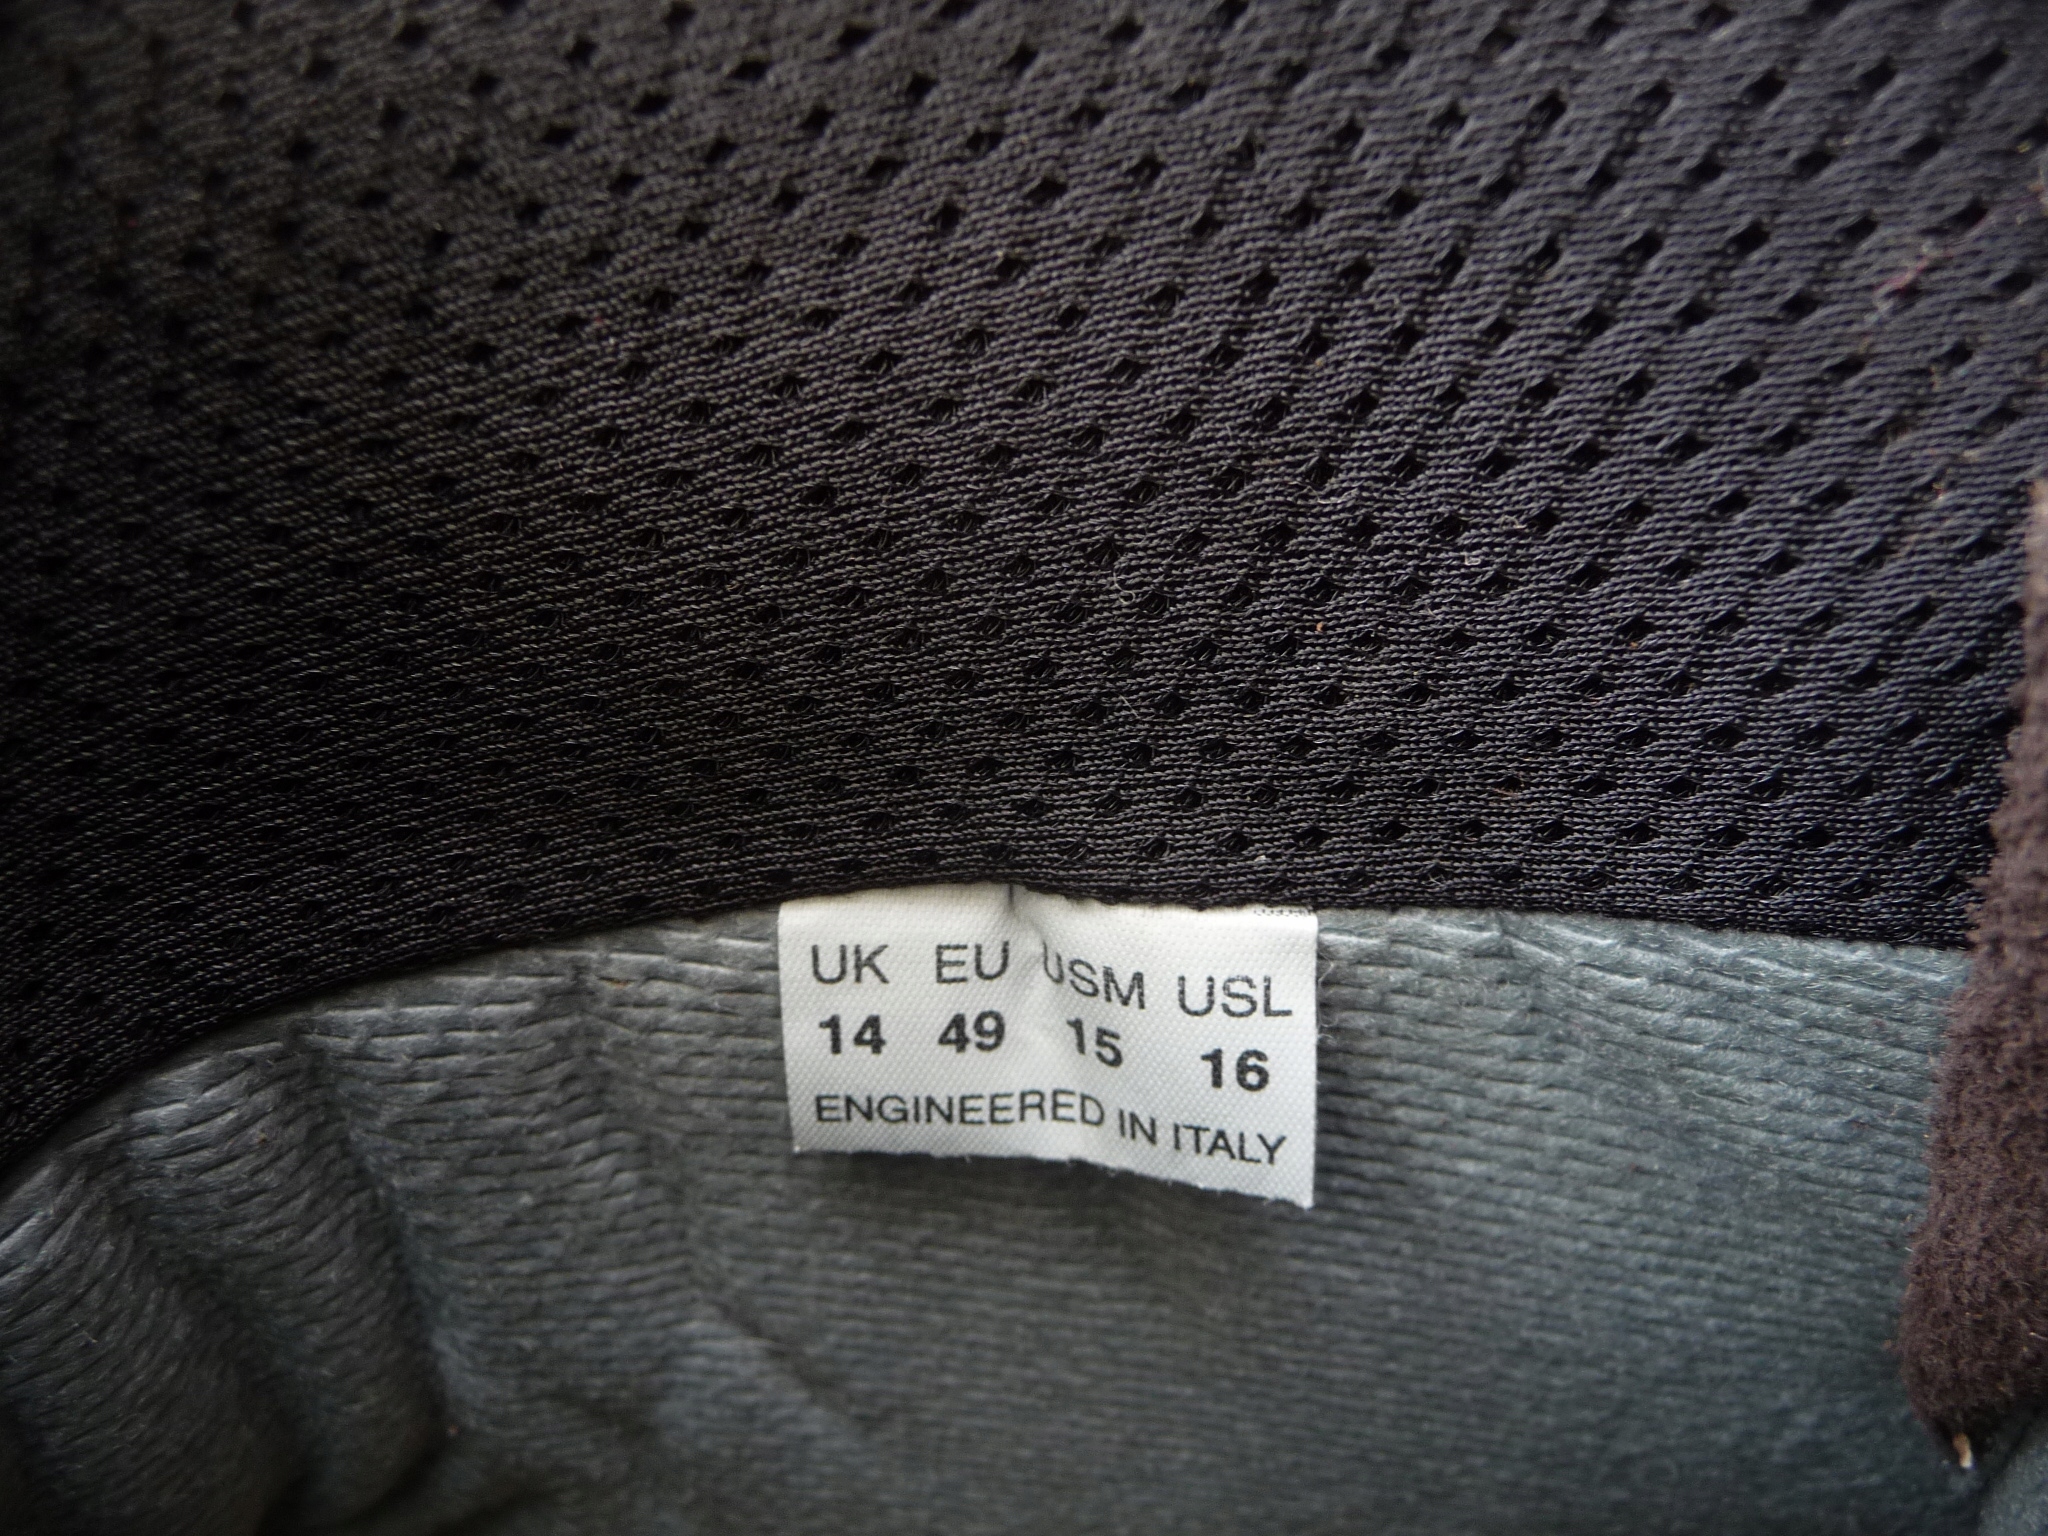 UK EU USM USL
14 49 15 16
ENGINEERED IN ITALY